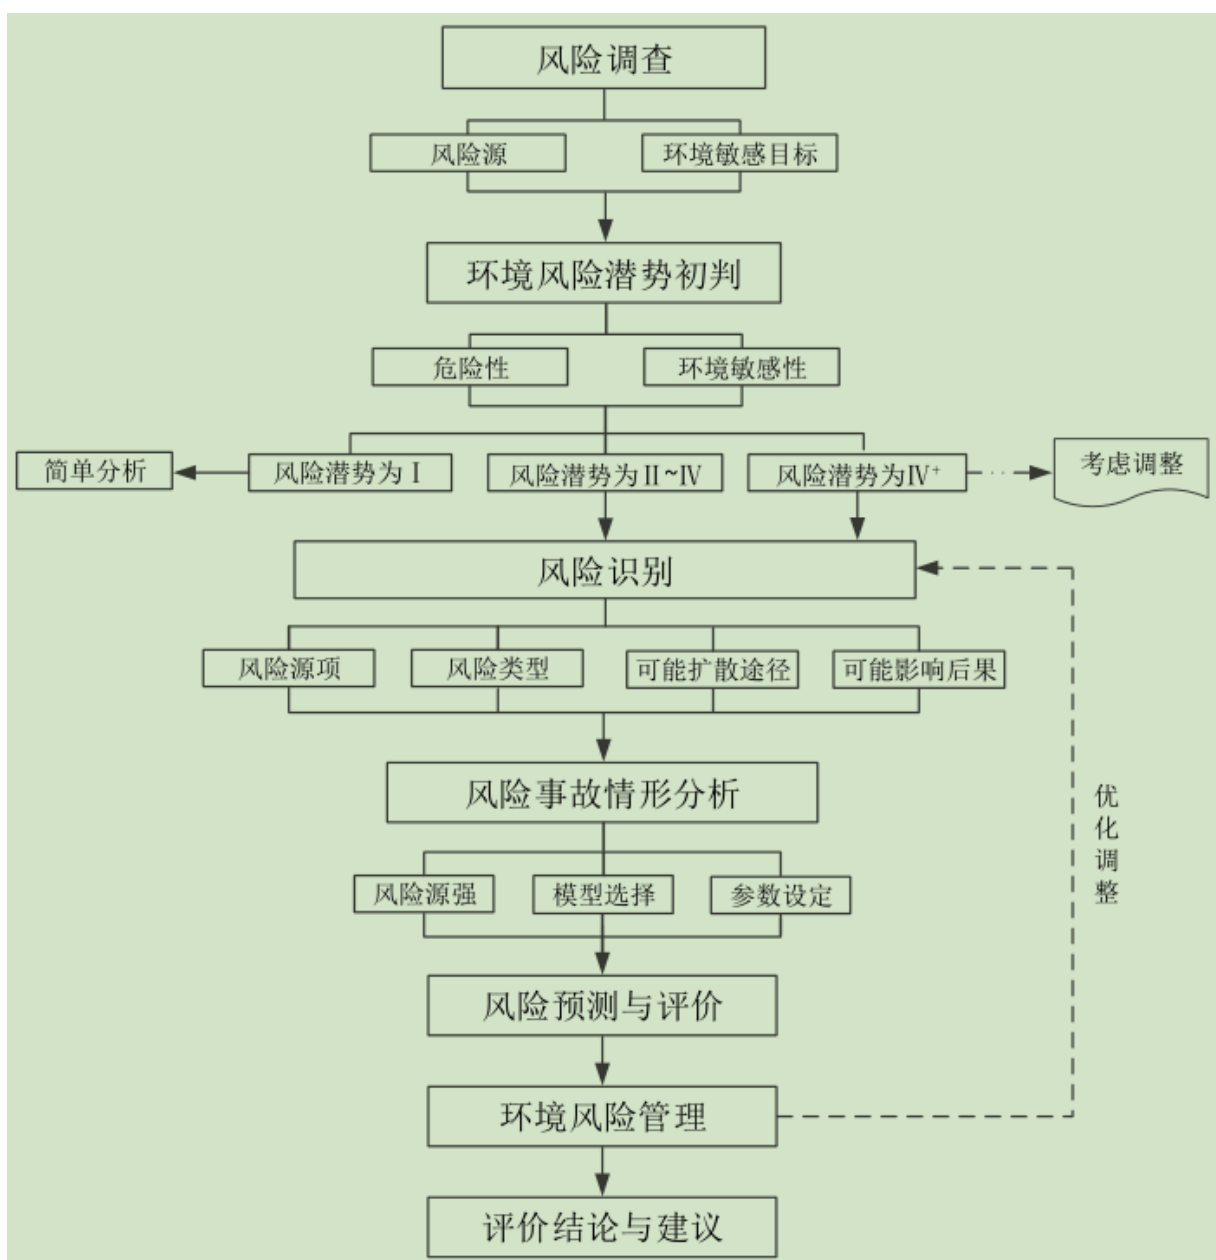 风险调查
风险源
环境敏感目标
环境风险潜势初判
危险性
环境敏感性
简单分析
风险潜势为Ⅰ
风险潜势为Ⅱ~Ⅳ
风险潜势为Ⅳ⁺
考虑调整
风险识别
风险源项
风险类型
可能扩散途径
可能影响后果
风险事故情形分析
风险源强
模型选择
参数设定
优化调整
风险预测与评价
环境风险管理
评价结论与建议